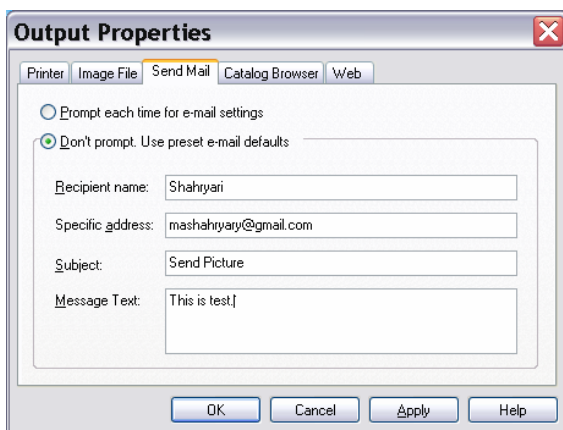 Output Properties
Printer Image File Send Mail Catalog Browser Web
Prompt each time for e-mail settings
Don't prompt. Use preset e-mail defaults
Recipient name: Shahryari
Specific address: mashahryary@gmail.com
Subject: Send Picture
Message Text: This is test.
OK Cancel Apply Help